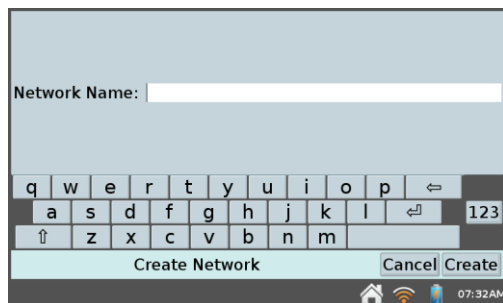 Network Name:
q w e r t y u i o p ⇦
a s d f g h j k l ⏎ 123
⇧ z x c v b n m
Create Network Cancel Create
07:32AM